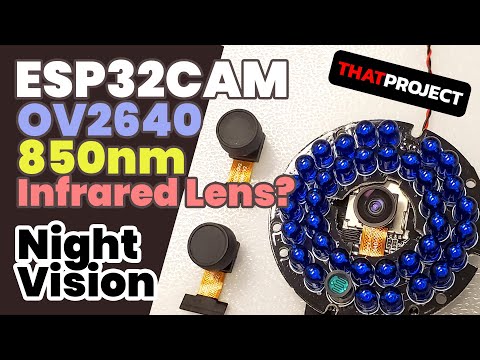 ESP32CAM
OV2640
850nm
Infrared Lens?
Night
Vision
THATPROJECT